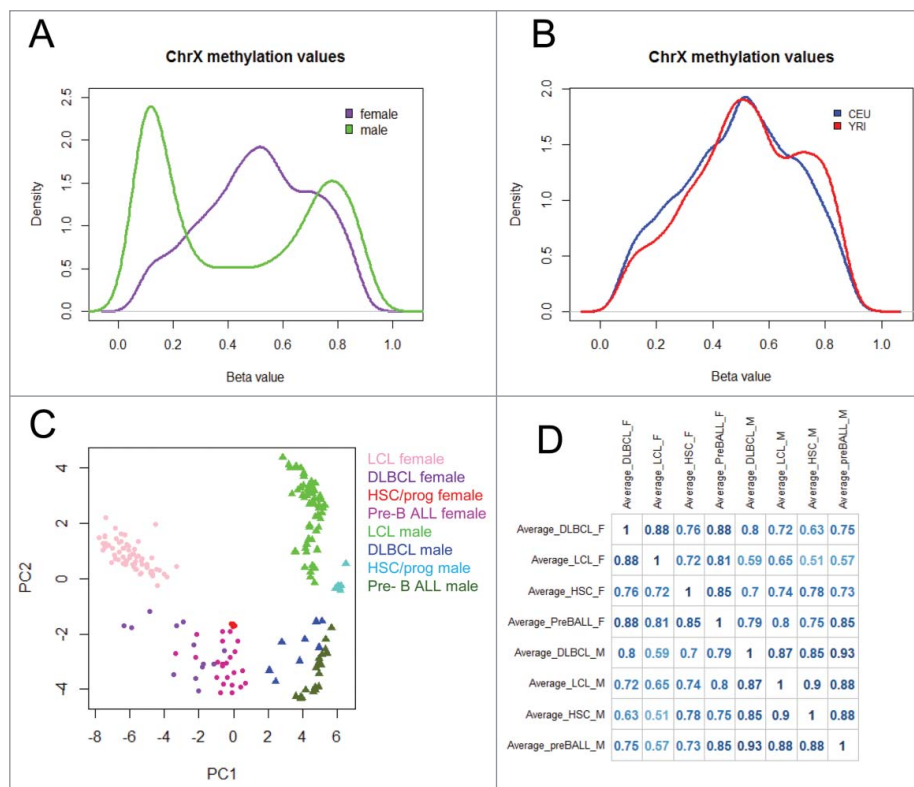 A
ChrX methylation values
female
male
Density
0.0
0.5
1.0
1.5
2.0
2.5
0.0
0.2
0.4
0.6
0.8
1.0
Beta value
B
ChrX methylation values
CEU
YRI
Density
0.0
0.5
1.0
1.5
2.0
0.0
0.2
0.4
0.6
0.8
1.0
Beta value
C
PC2
4
2
0
-2
-4
-8
-6
-4
-2
0
2
4
6
PC1
LCL female
DLBCL female
HSC/prog female
Pre-B ALL female
LCL male
DLBCL male
HSC/prog male
Pre- B ALL male
D
Average_DLBCL_F
Average_LCL_F
Average_HSC_F
Average_PreBALL_F
Average_DLBCL_M
Average_LCL_M
Average_HSC_M
Average_preBALL_M
Average_DLBCL_F 1 0.88 0.76 0.88 0.8 0.72 0.63 0.75
Average_LCL_F 0.88 1 0.72 0.81 0.59 0.65 0.51 0.57
Average_HSC_F 0.76 0.72 1 0.85 0.7 0.74 0.78 0.73
Average_PreBALL_F 0.88 0.81 0.85 1 0.79 0.8 0.75 0.85
Average_DLBCL_M 0.8 0.59 0.7 0.79 1 0.87 0.85 0.93
Average_LCL_M 0.72 0.65 0.74 0.8 0.87 1 0.9 0.88
Average_HSC_M 0.63 0.51 0.78 0.75 0.85 0.9 1 0.88
Average_preBALL_M 0.75 0.57 0.73 0.85 0.93 0.88 0.88 1